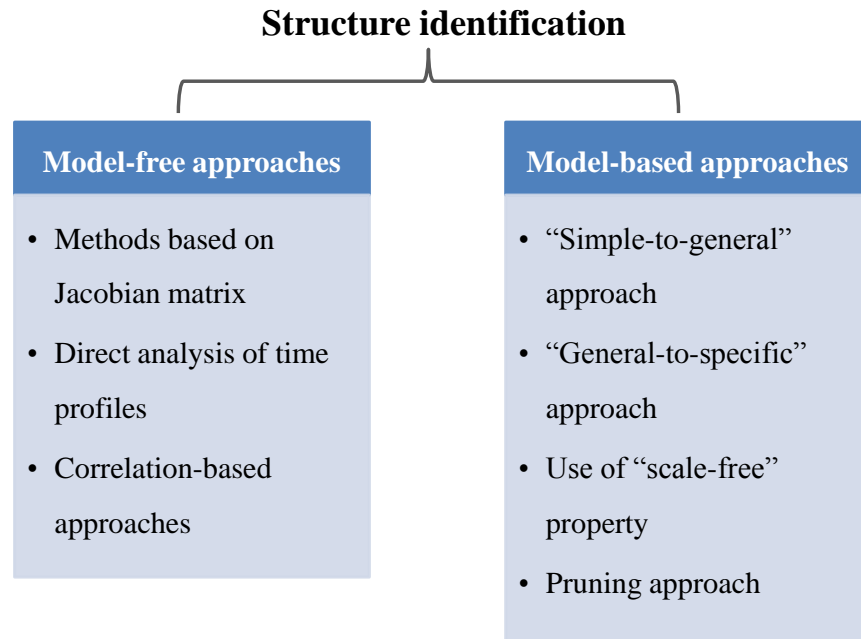 Structure identification
Model-free approaches
• Methods based on
Jacobian matrix
• Direct analysis of time
profiles
• Correlation-based
approaches
Model-based approaches
• “Simple-to-general”
approach
• “General-to-specific”
approach
• Use of “scale-free”
property
• Pruning approach